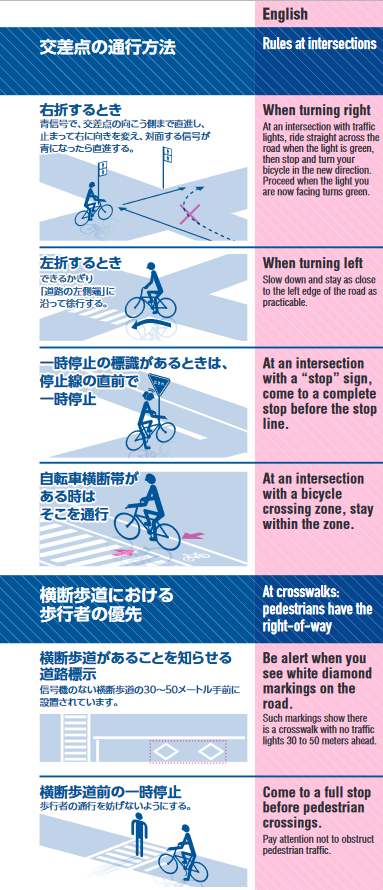 English
交差点の通行方法
Rules at intersections
右折するとき
青信号で、交差点の向こう側まで直進し、
止まって右に向きを変え、対面する信号が
青になったら直進する。
When turning right
At an intersection with traffic
lights, ride straight across the
road when the light is green,
then stop and turn your
bicycle in the new direction.
Proceed when the light you
are now facing turns green.
左折するとき
できるかぎり
「道路の左側端」に
沿って徐行する。
When turning left
Slow down and stay as close
to the left edge of the road as
practicable.
一時停止の標識があるときは、
停止線の直前で
一時停止
At an intersection
with a “stop” sign,
come to a complete
stop before the stop
line.
自転車横断帯が
ある時は
そこを通行
At an intersection
with a bicycle
crossing zone, stay
within the zone.
横断歩道における
歩行者の優先
At crosswalks:
pedestrians have the
right-of-way
横断歩道があることを知らせる
道路標示
信号機のない横断歩道の30～50メートル手前に
設置されています。
Be alert when you
see white diamond
markings on the
road.
Such markings show there
is a crosswalk with no traffic
lights 30 to 50 meters ahead.
横断歩道前の一時停止
歩行者の通行を妨げないようにする。
Come to a full stop
before pedestrian
crossings.
Pay attention not to obstruct
pedestrian traffic.